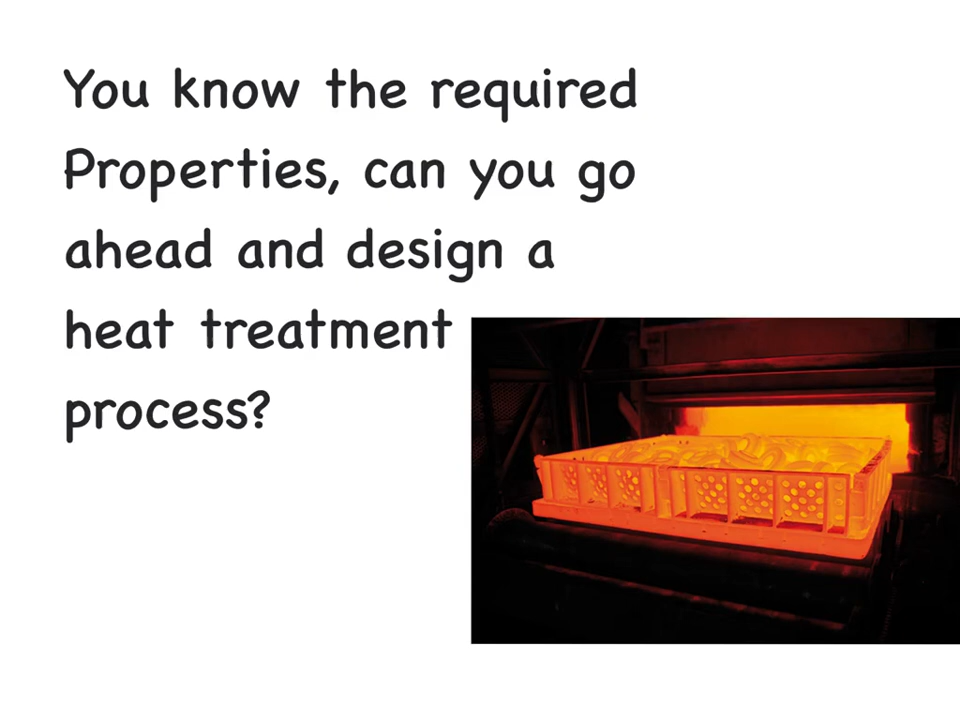 You know the required
Properties, can you go
ahead and design a
heat treatment
process?